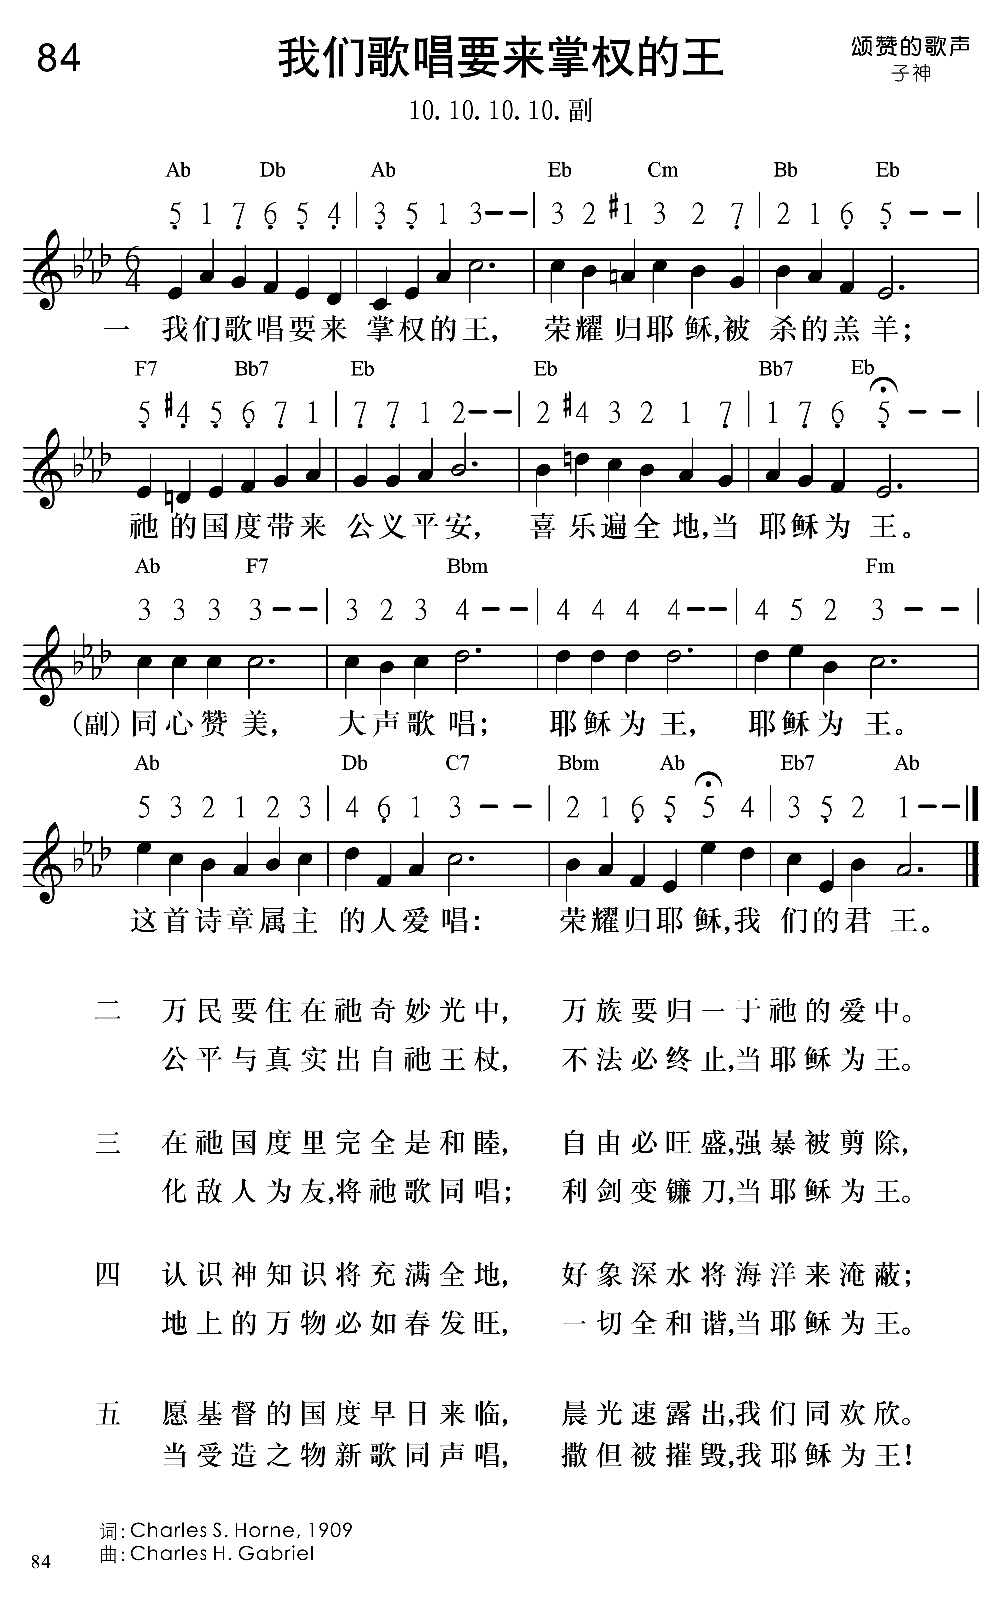 84
我们歌唱要来掌权的王
颂赞的歌声
子神
10.10.10.10.副
Ab Db Ab Eb Cm Bb Eb
5 1 7 6 5 4 | 3 5 1 3-- | 3 2 #1 3 2 7 | 2 1 6 5 -- |
6
4
一 我们歌唱要来 掌权的王, 荣耀归耶稣,被 杀的羔羊;
F7 Bb7 Eb Eb Bb7 Eb
5 #4 5 6 7 1 | 7 7 1 2-- | 2 #4 3 2 1 7 | 1 7 6 5 -- |
祂的国度带来 公义平安, 喜乐遍全地,当 耶稣为王。
Ab F7 Bbm Fm
3 3 3 3-- | 3 2 3 4-- | 4 4 4 4-- | 4 5 2 3 -- |
(副)同心赞美, 大声歌唱; 耶稣为王, 耶稣为王。
Ab Db C7 Bbm Ab Eb7 Ab
5 3 2 1 2 3 | 4 6 1 3 -- | 2 1 6 5 5 4 | 3 5 2 1--
这首诗章属主 的人爱唱: 荣耀归耶稣,我 们的君王。
二 万民要住在祂奇妙光中, 万族要归一于祂的爱中。
公平与真实出自祂王杖, 不法必终止,当耶稣为王。
三 在祂国度里完全是和睦, 自由必旺盛,强暴被剪除,
化敌人为友,将祂歌同唱; 利剑变镰刀,当耶稣为王。
四 认识神知识将充满全地, 好象深水将海洋来淹蔽;
地上的万物必如春发旺, 一切全和谐,当耶稣为王。
五 愿基督的国度早日来临, 晨光速露出,我们同欢欣。
当受造之物新歌同声唱, 撒但被摧毁,我耶稣为王!
词: Charles S. Horne, 1909
曲: Charles H. Gabriel
84